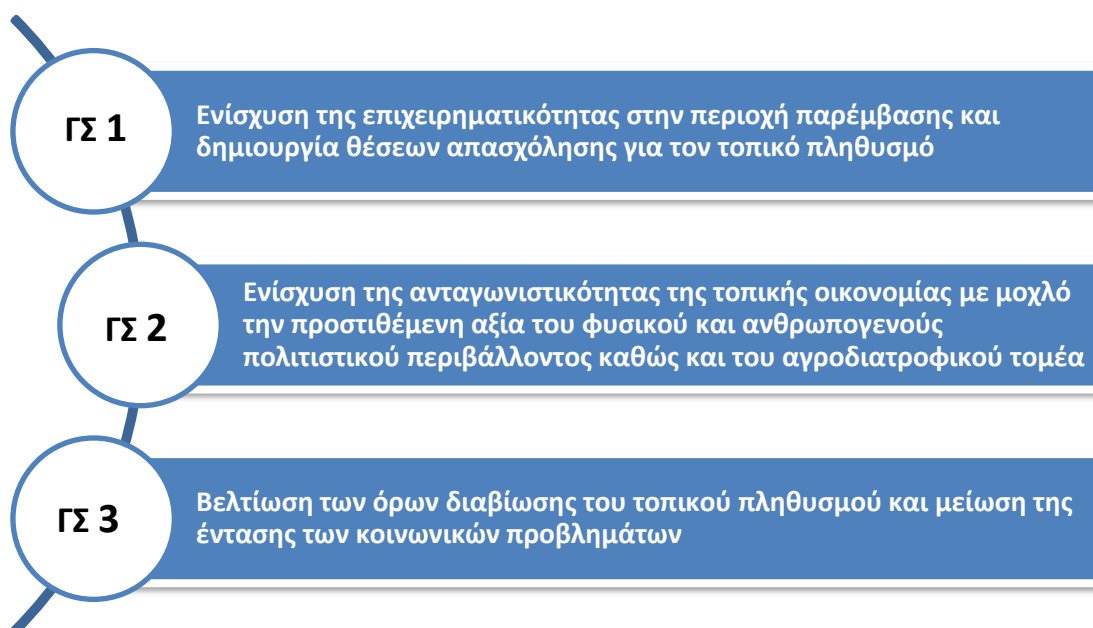 ΓΣ 1
Ενίσχυση της επιχειρηματικότητας στην περιοχή παρέμβασης και
δημιουργία θέσεων απασχόλησης για τον τοπικό πληθυσμό
ΓΣ 2
Ενίσχυση της ανταγωνιστικότητας της τοπικής οικονομίας με μοχλό
την προστιθέμενη αξία του φυσικού και ανθρωπογενούς
πολιτιστικού περιβάλλοντος καθώς και του αγροδιατροφικού τομέα
ΓΣ 3
Βελτίωση των όρων διαβίωσης του τοπικού πληθυσμού και μείωση της
έντασης των κοινωνικών προβλημάτων